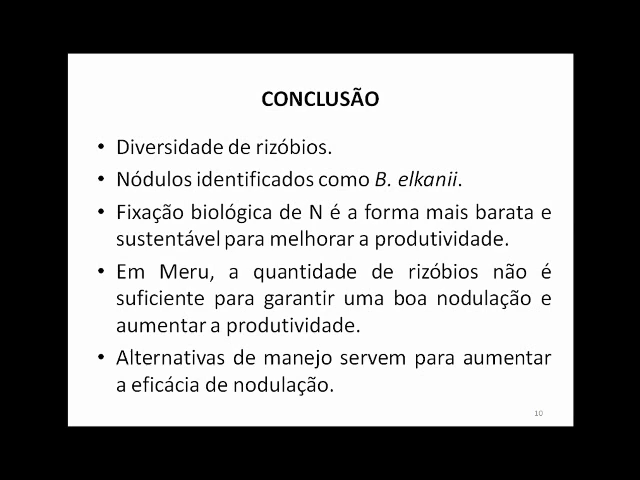 CONCLUSÃO
• Diversidade de rizóbios.
• Nódulos identificados como B. elkanii.
• Fixação biológica de N é a forma mais barata e
sustentável para melhorar a produtividade.
• Em Meru, a quantidade de rizóbios não é
suficiente para garantir uma boa nodulação e
aumentar a produtividade.
• Alternativas de manejo servem para aumentar
a eficácia de nodulação.
10